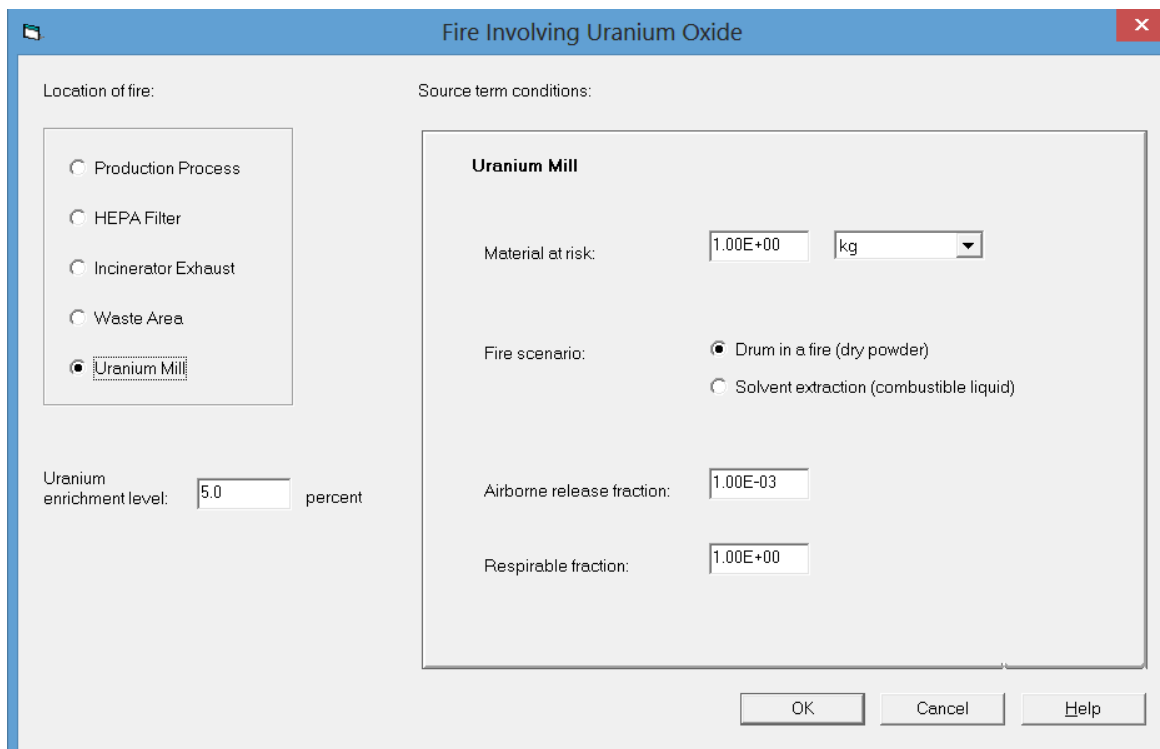 Fire Involving Uranium Oxide
Location of fire:
Production Process
HEPA Filter
Incinerator Exhaust
Waste Area
Uranium Mill
Uranium
enrichment level: 5.0 percent
Source term conditions:
Uranium Mill
Material at risk: 1.00E+00 kg
Fire scenario: Drum in a fire (dry powder)
Solvent extraction (combustible liquid)
Airborne release fraction: 1.00E-03
Respirable fraction: 1.00E+00
OK Cancel Help